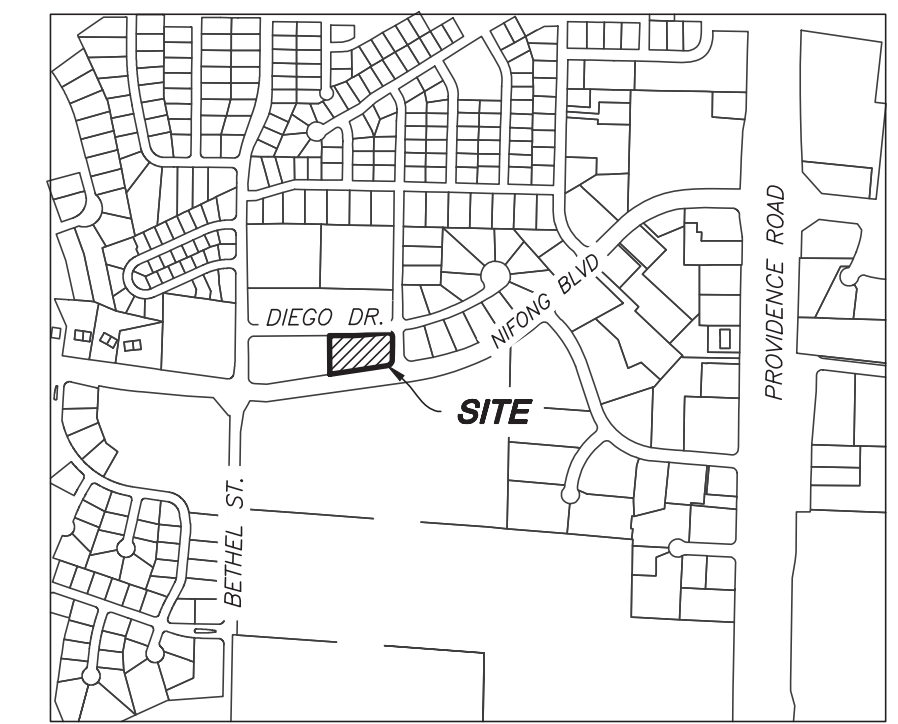 PROVIDENCE ROAD
NIFONG BLVD
DIEGO DR.
SITE
BETHEL ST.